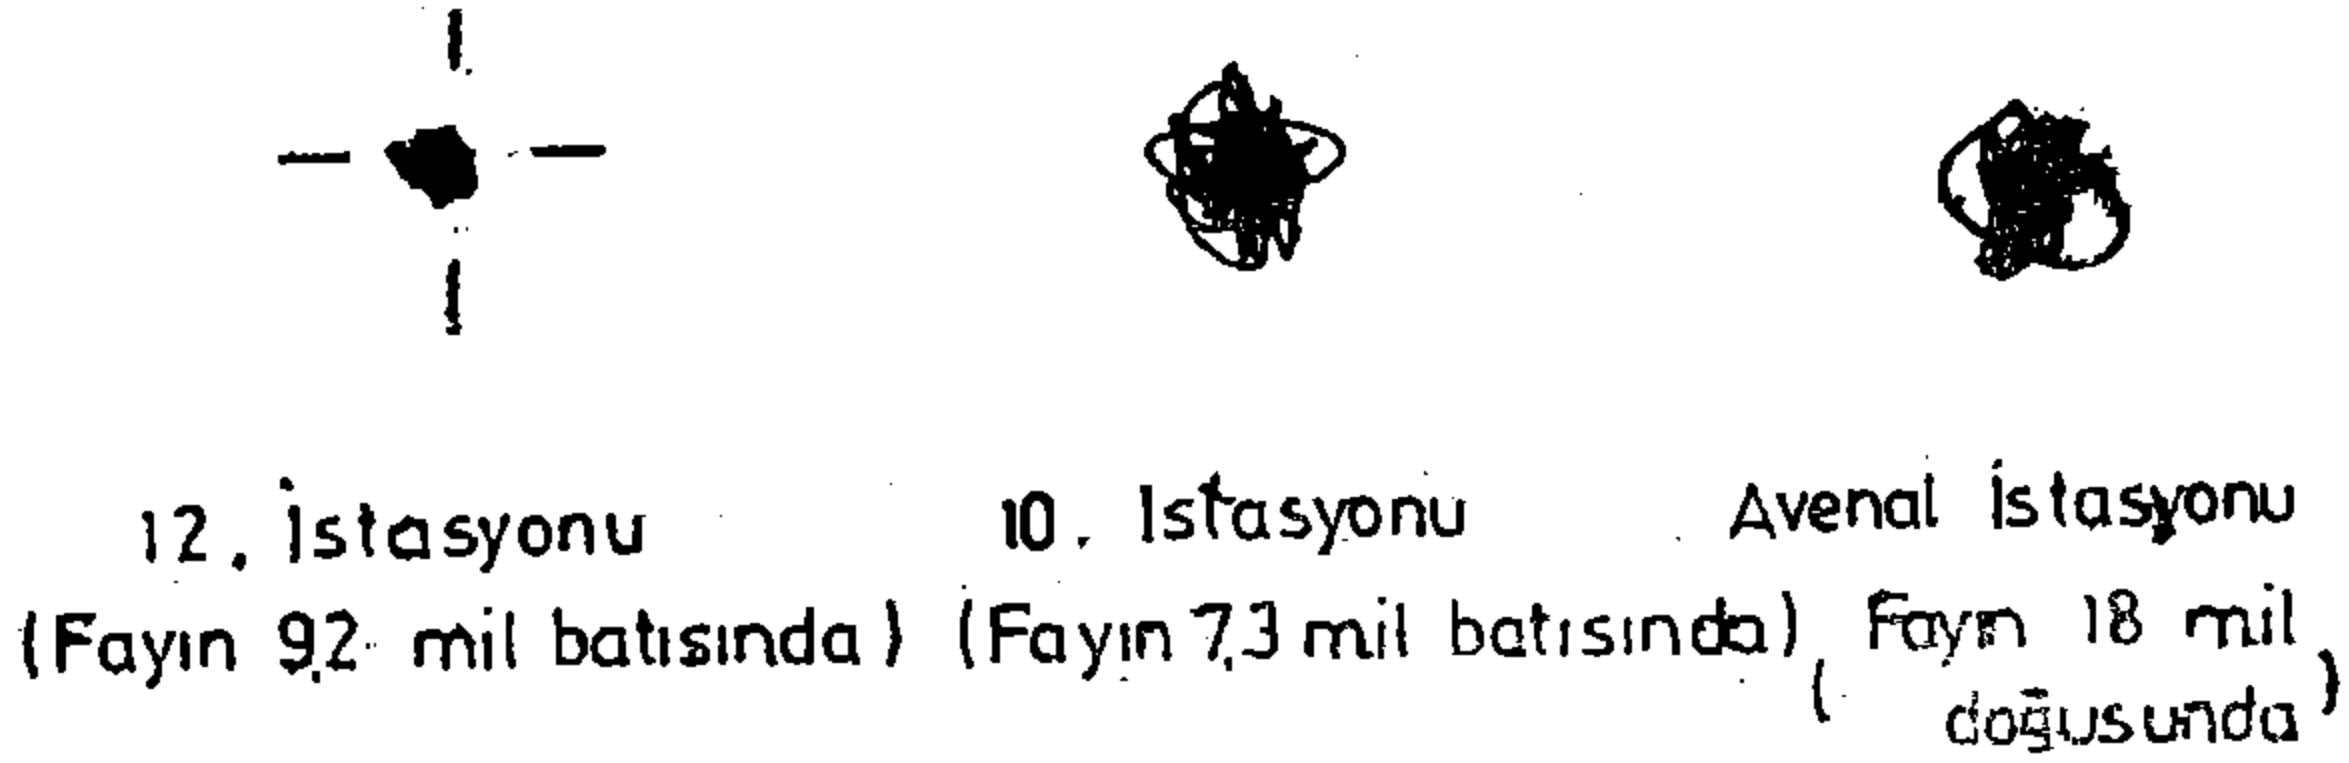 12. İstasyonu
(Fayın 9.2 mil batısında)
10. Istasyonu
(Fayın 7.3 mil batısında)
Avenal İstasyonu
(Fayın 18 mil
doğusunda)